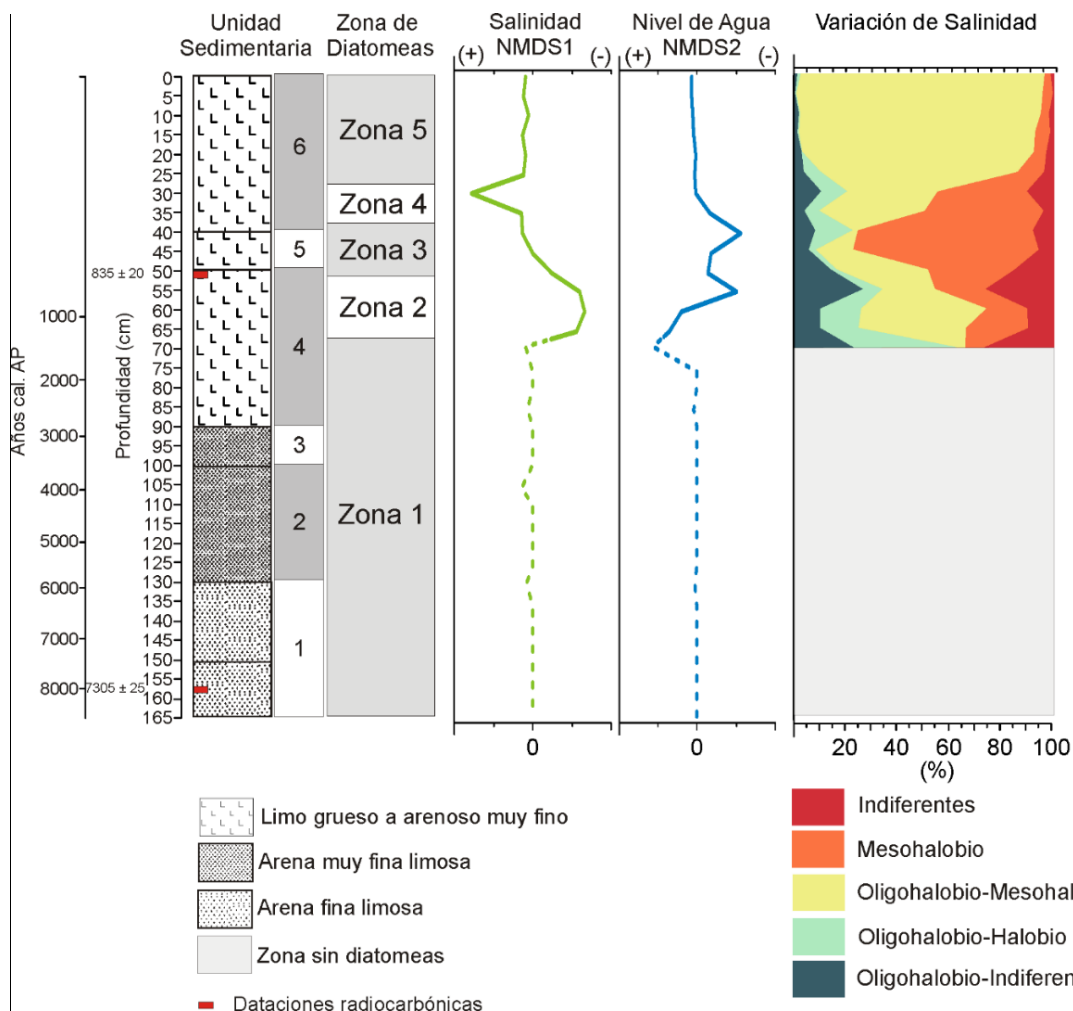 Unidad Sedimentaria
Zona de Diatomeas
Salinidad NMDS1
(+) (-)
Nivel de Agua NMDS2
(+) (-)
Variación de Salinidad
Años cal. AP
1000
2000
3000
4000
5000
6000
7000
8000
835 ± 20
7305 ± 25
Profundidad (cm)
0
5
10
15
20
25
30
35
40
45
50
55
60
65
70
75
80
85
90
95
100
105
110
115
120
125
130
135
140
145
150
155
160
165
6
5
4
3
2
1
Zona 5
Zona 4
Zona 3
Zona 2
Zona 1
0
0
20 40 60 80 100
(%)
Limo grueso a arenoso muy fino
Arena muy fina limosa
Arena fina limosa
Zona sin diatomeas
Dataciones radiocarbónicas
Indiferentes
Mesohalobio
Oligohalobio-Mesohal
Oligohalobio-Halobio
Oligohalobio-Indiferen